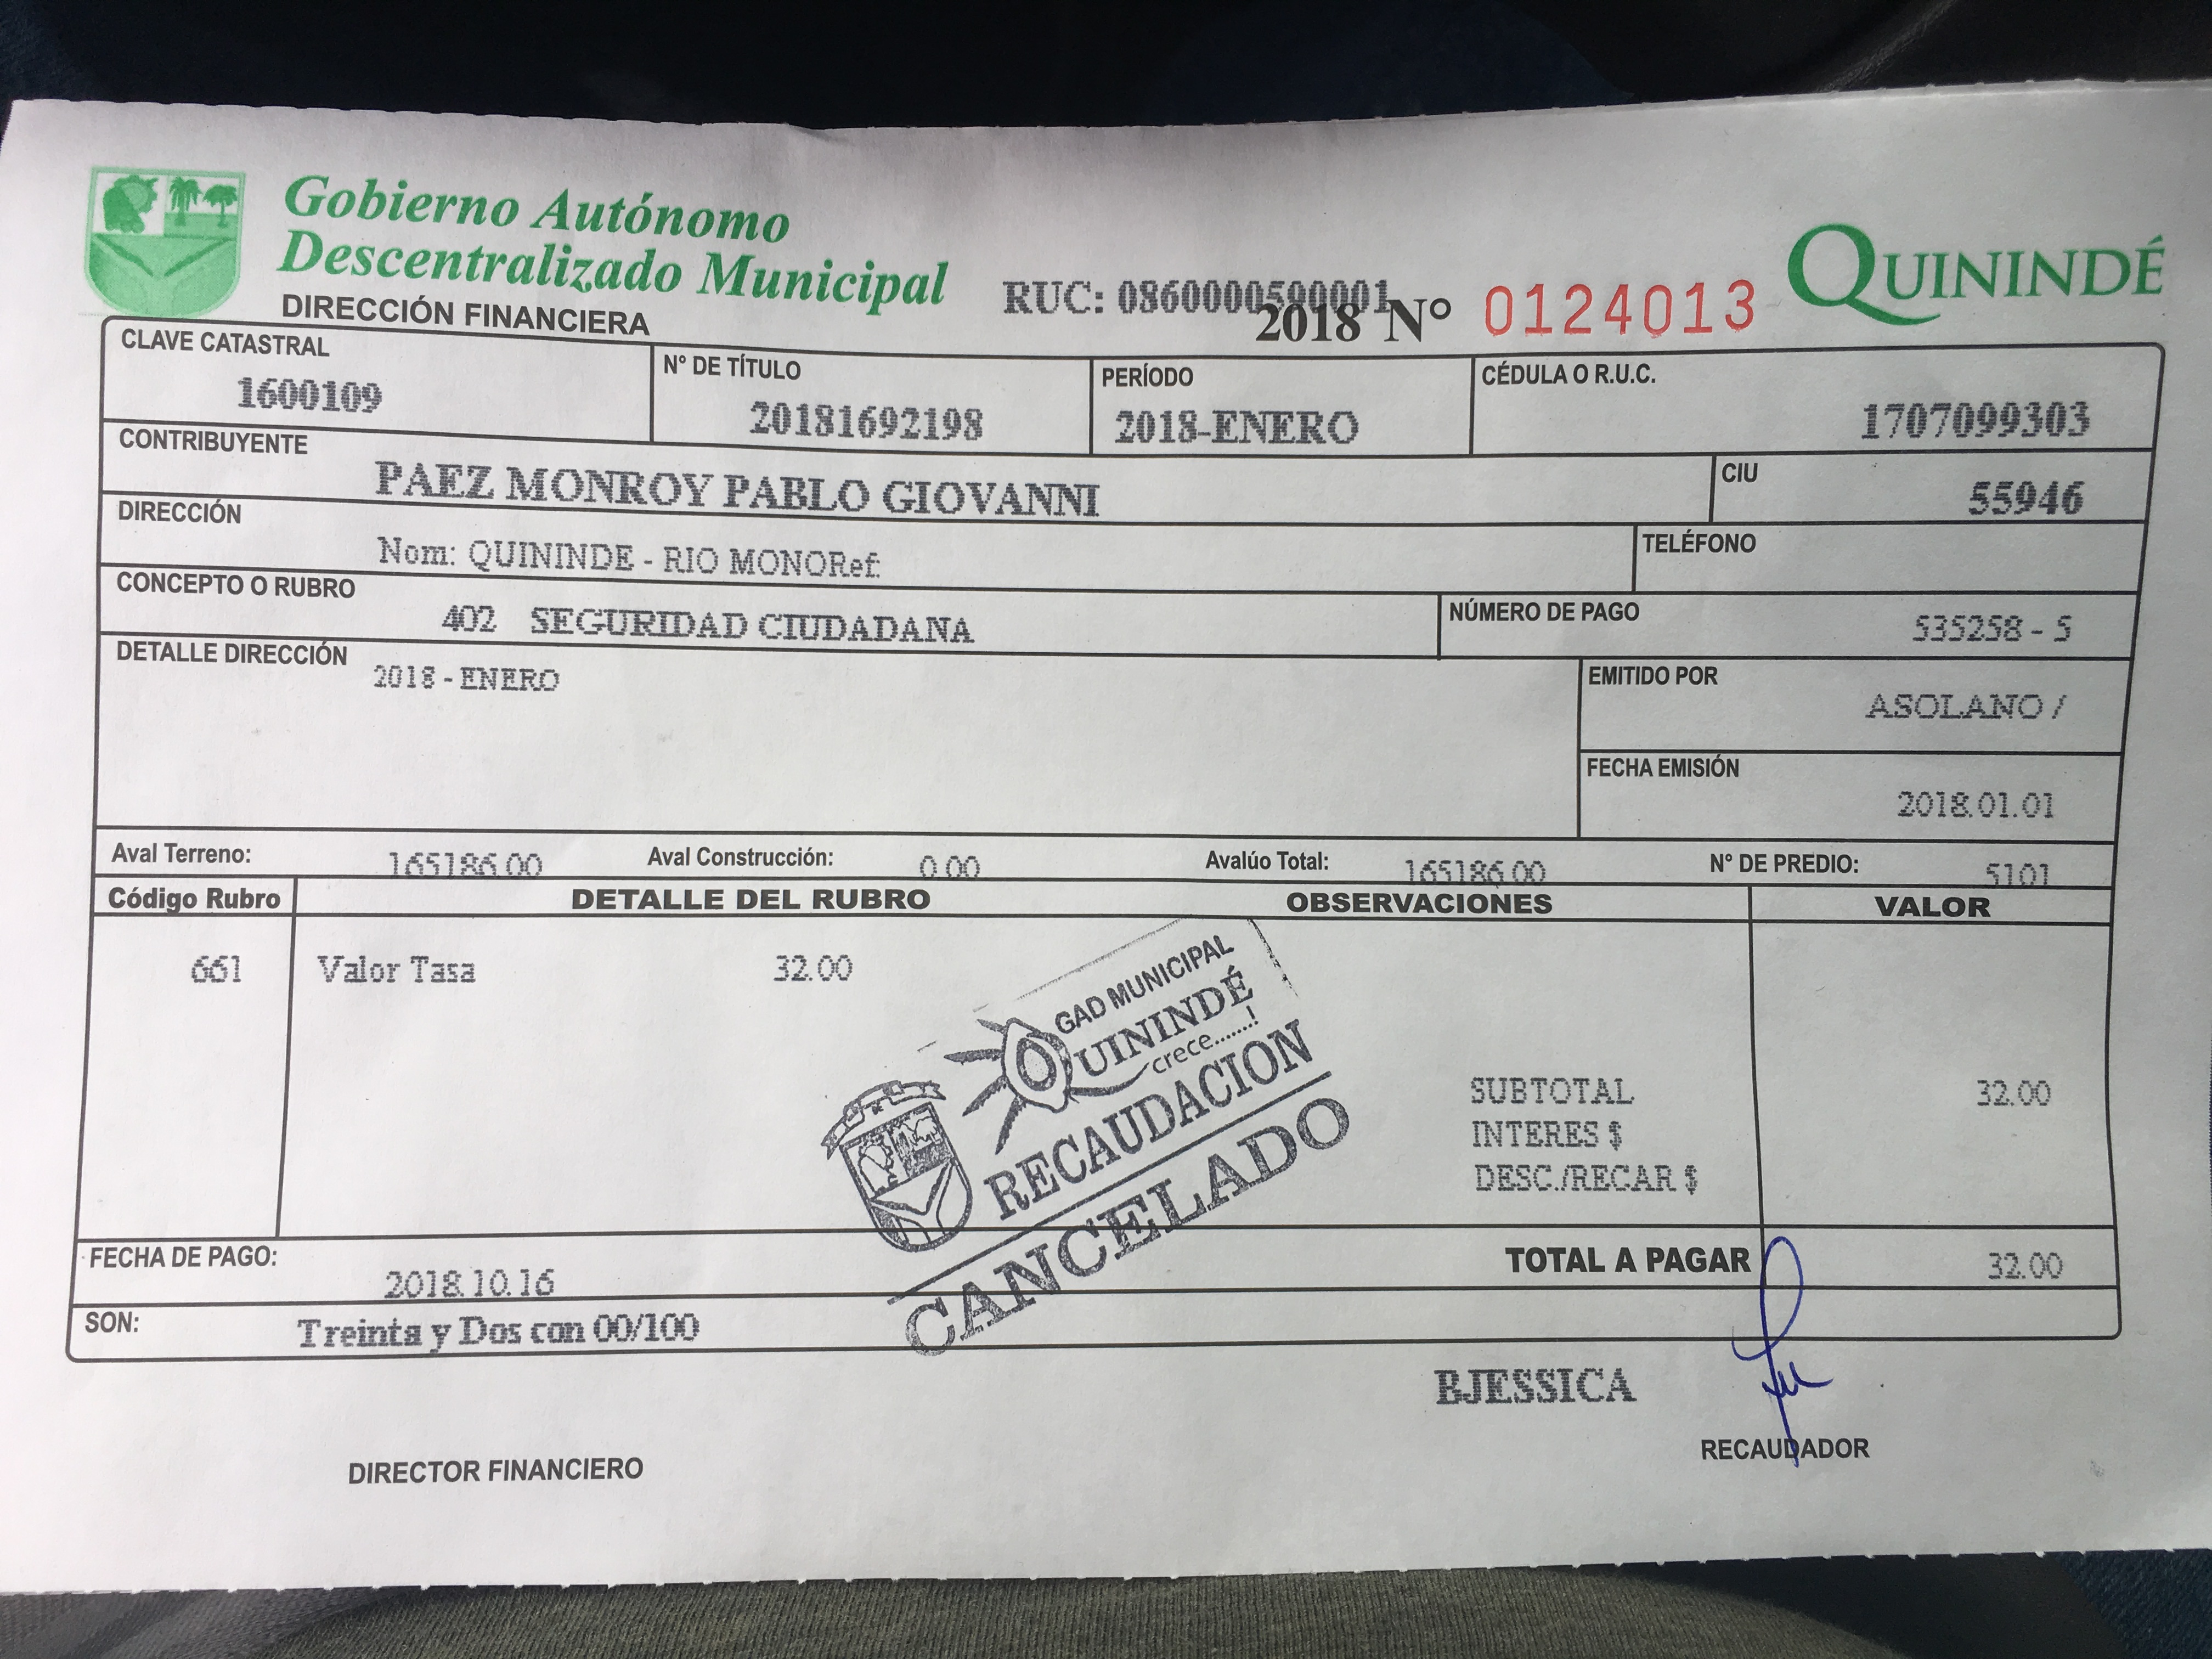 Gobierno Autónomo
Descentralizado Municipal
DIRECCIÓN FINANCIERA
RUC: 0860000500001
2018 N° 0124013
QUININDÉ
CLAVE CATASTRAL
1600109
N° DE TÍTULO
20181692198
PERÍODO
2018-ENERO
CÉDULA O R.U.C.
1707099303
CONTRIBUYENTE
PAEZ MONROY PABLO GIOVANNI
CIU
55946
DIRECCIÓN
Nom: QUININDE - RIO MONORef:
TELÉFONO
CONCEPTO O RUBRO
402 SEGURIDAD CIUDADANA
NÚMERO DE PAGO
535258 - 5
DETALLE DIRECCIÓN
2018 - ENERO
EMITIDO POR
ASOLANO /
FECHA EMISIÓN
2018.01.01
Aval Terreno: 165186.00 Aval Construcción: 0.00 Avalúo Total: 165186.00 N° DE PREDIO: 5101
Código Rubro DETALLE DEL RUBRO OBSERVACIONES VALOR
661 Valor Tasa 32.00
GAD MUNICIPAL
QUININDÉ
crece.......!
RECAUDACION
CANCELADO
SUBTOTAL 32.00
INTERES $
DESC./RECAR $
FECHA DE PAGO: 2018.10.16
TOTAL A PAGAR 32.00
SON: Treinta y Dos con 00/100
BJESSICA
RECAUDADOR
DIRECTOR FINANCIERO